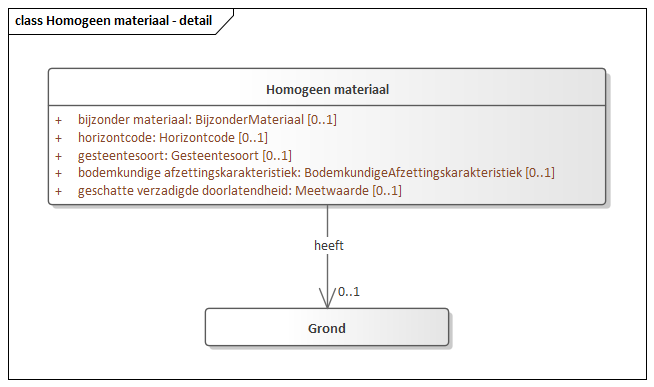 class Homogeen materiaal - detail
Homogeen materiaal
+ bijzonder materiaal: BijzonderMateriaal [0..1]
+ horizontcode: Horizontcode [0..1]
+ gesteentesoort: Gesteentesoort [0..1]
+ bodemkundige afzettingskarakteristiek: BodemkundigeAfzettingskarakteristiek [0..1]
+ geschatte verzadigde doorlatendheid: Meetwaarde [0..1]
heeft
0..1
Grond